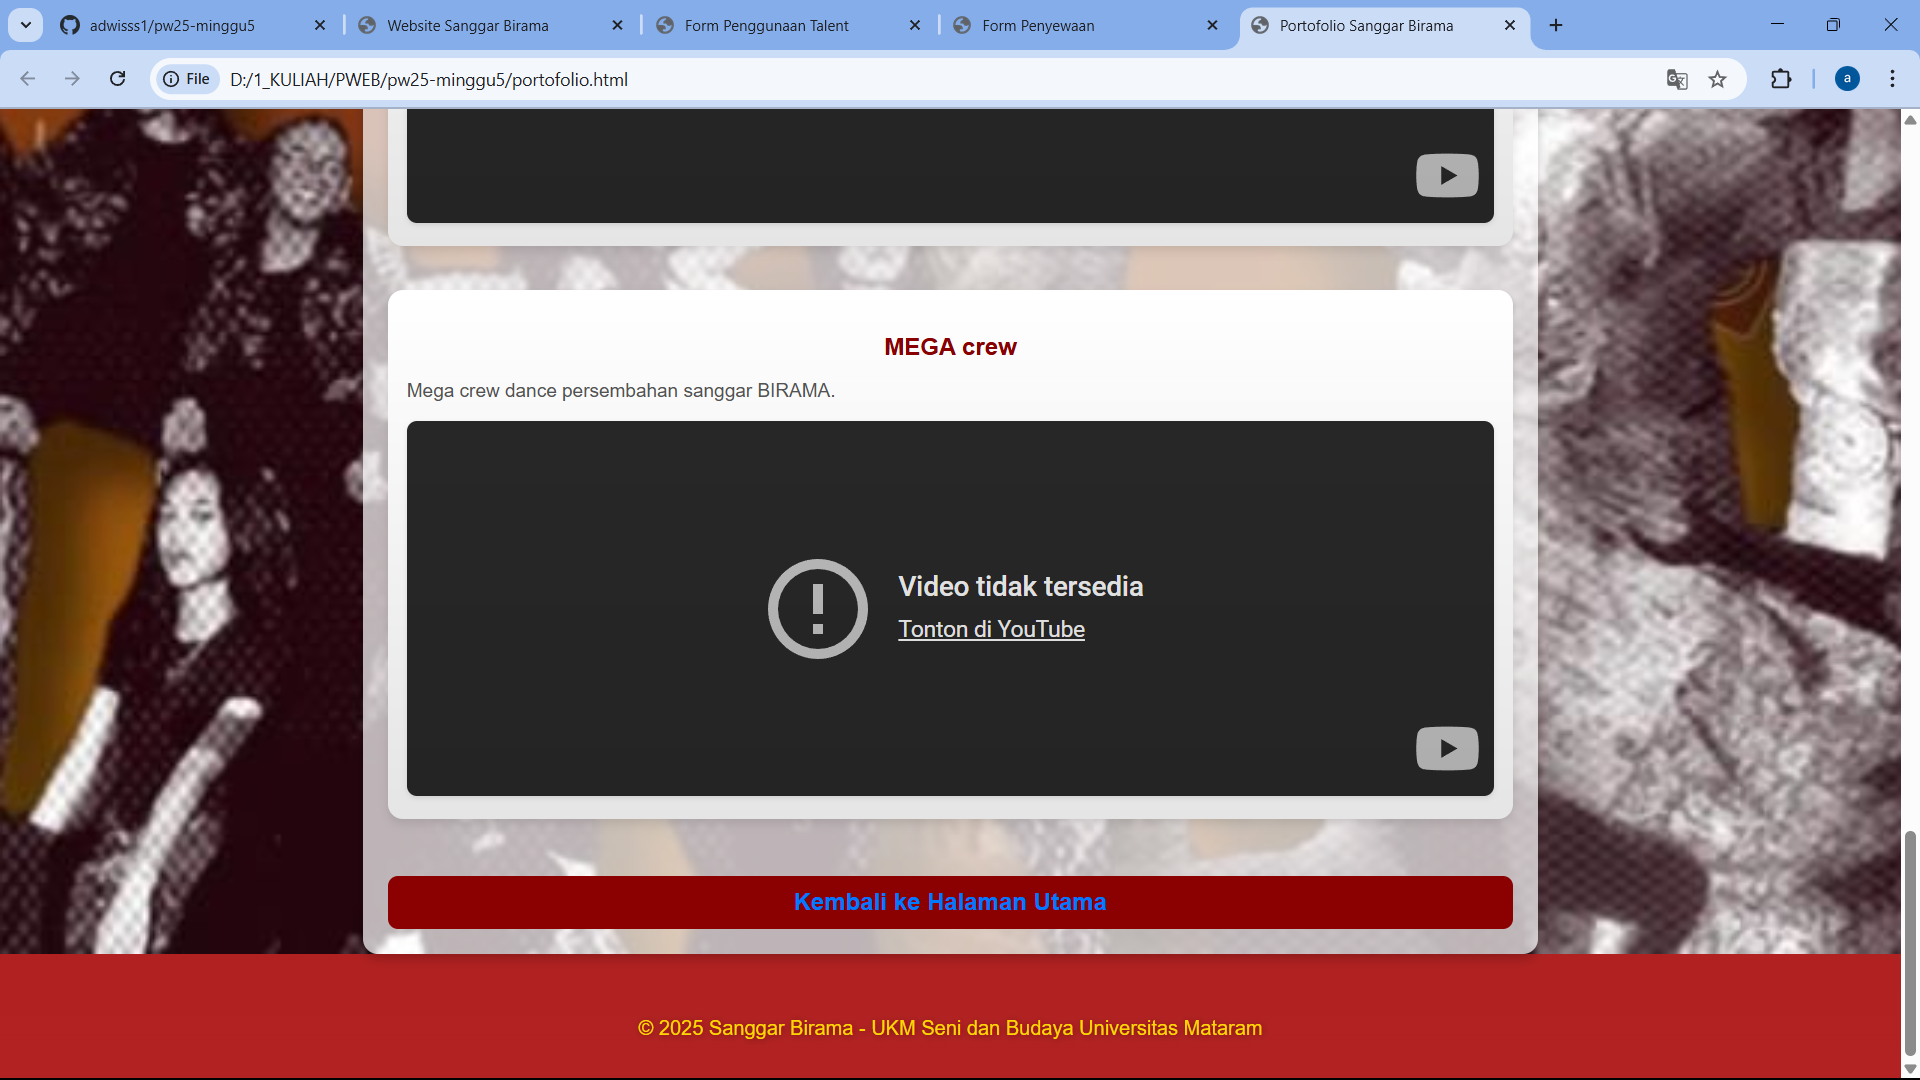 adwisss1/pw25-minggu5
Website Sanggar Birama
Form Penggunaan Talent
Form Penyewaan
Portofolio Sanggar Birama
File
D:/1_KULIAH/PWEB/pw25-minggu5/portofolio.html
a
MEGA crew
Mega crew dance persembahan sanggar BIRAMA.
Video tidak tersedia
Tonton di YouTube
Kembali ke Halaman Utama
© 2025 Sanggar Birama - UKM Seni dan Budaya Universitas Mataram